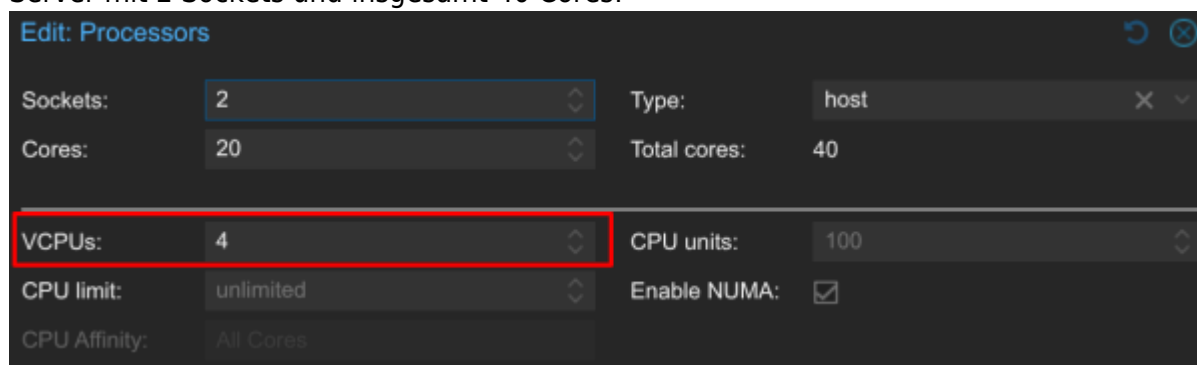 Server mit 2 Sockets und insgesamt 40 Cores.
Edit: Processors
Sockets: 2 Type: host
Cores: 20 Total cores: 40
VCPUs: 4 CPU units: 100
CPU limit: unlimited Enable NUMA:
CPU Affinity: All Cores